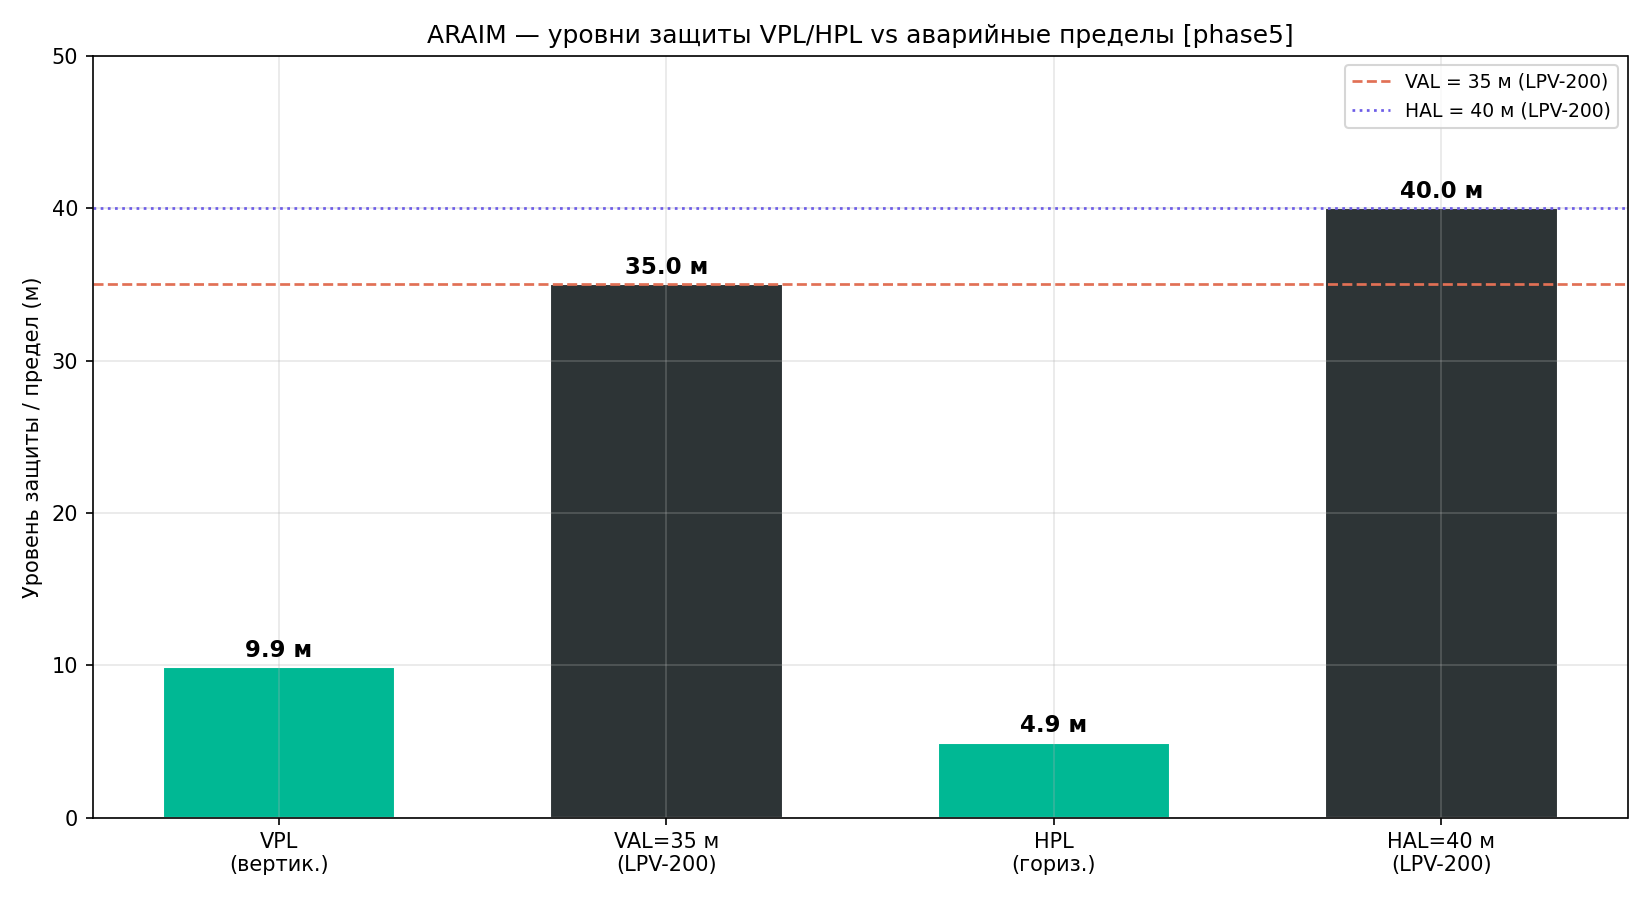 ARAIM — уровни защиты VPL/HPL vs аварийные пределы [phase5]
Уровень защиты / предел (м)
50
40
30
20
10
0
VAL = 35 м (LPV-200)
HAL = 40 м (LPV-200)
9.9 м
35.0 м
4.9 м
40.0 м
VPL
(вертик.)
VAL=35 м
(LPV-200)
HPL
(гориз.)
HAL=40 м
(LPV-200)